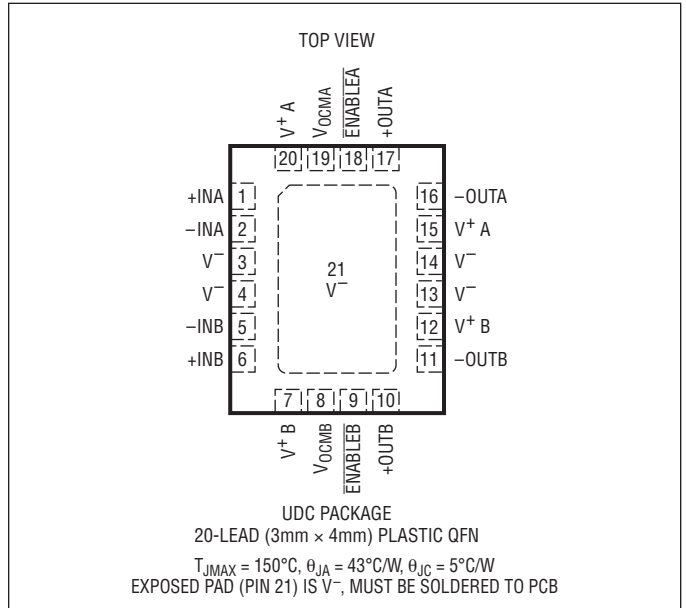 TOP VIEW
V+ A
VOCMA
ENABLEA
+OUTA
20 19 18 17
+INA 1
–INA 2
V– 3
V– 4
–INB 5
+INB 6
21
V–
16 –OUTA
15 V+ A
14 V–
13 V–
12 V+ B
11 –OUTB
7 8 9 10
V+ B
VOCMB
ENABLEB
+OUTB
UDC PACKAGE
20-LEAD (3mm × 4mm) PLASTIC QFN
TJMAX = 150°C, θJA = 43°C/W, θJC = 5°C/W
EXPOSED PAD (PIN 21) IS V–, MUST BE SOLDERED TO PCB